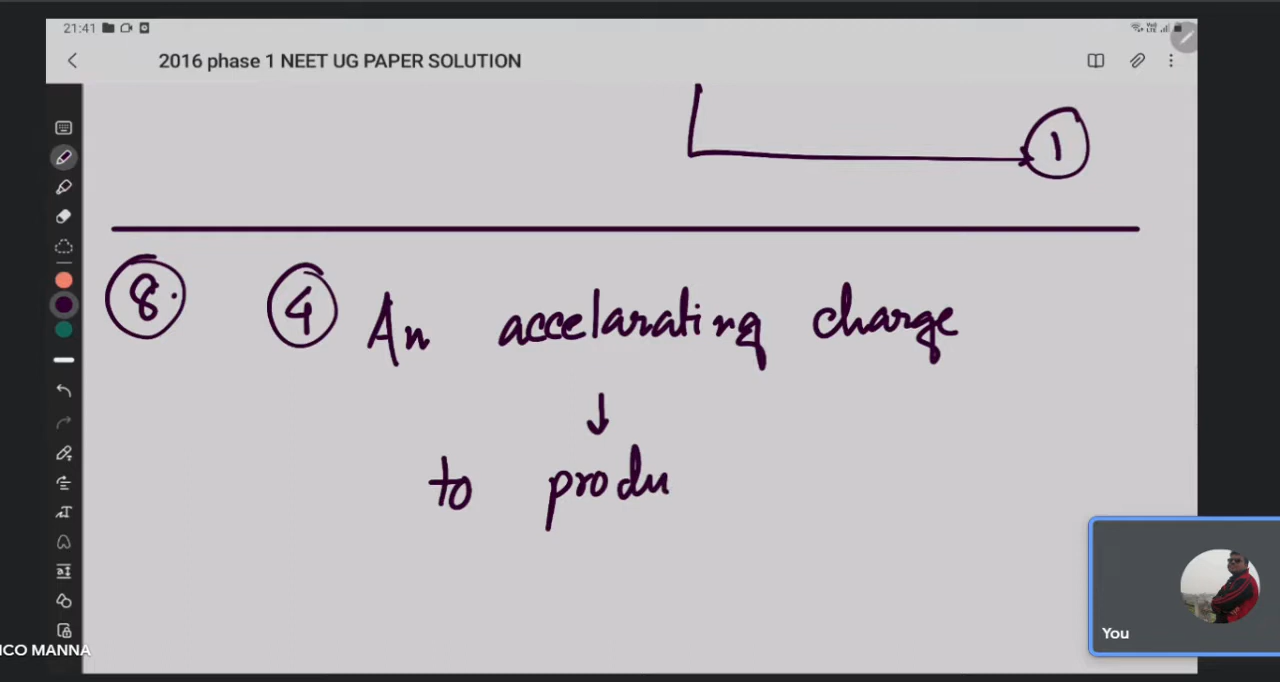 21:41
2016 phase 1 NEET UG PAPER SOLUTION
1
8. 4 An accelarating charge
↓
to produ
You
ICO MANNA